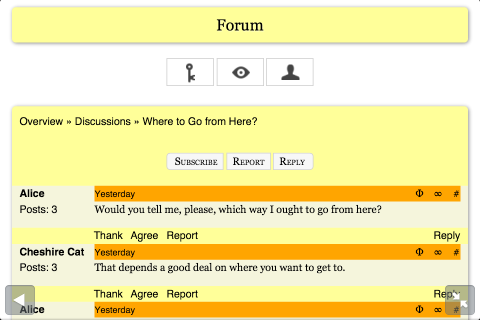 Forum
Overview » Discussions » Where to Go from Here?
Subscribe Report Reply
Alice Yesterday Φ ∞ #
Posts: 3 Would you tell me, please, which way I ought to go from here?
Thank Agree Report Reply
Cheshire Cat Yesterday Φ ∞ #
Posts: 3 That depends a good deal on where you want to get to.
Thank Agree Report Reply
Alice Yesterday Φ ∞ #